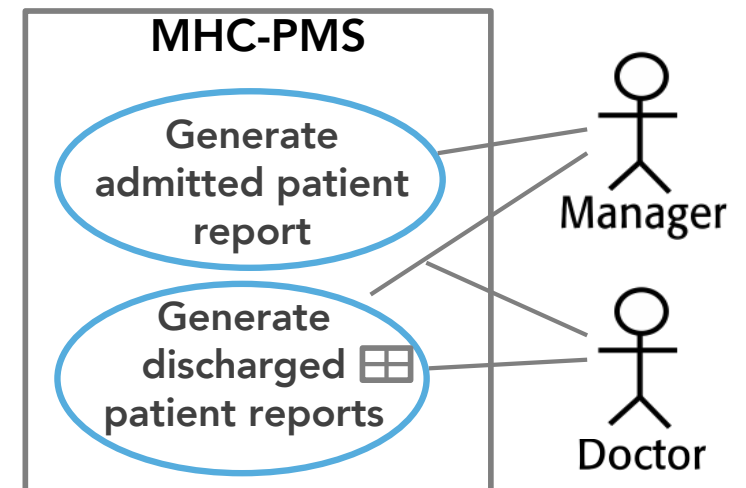 MHC-PMS
Generate
admitted patient
report
Manager
Generate
discharged
patient reports
Doctor